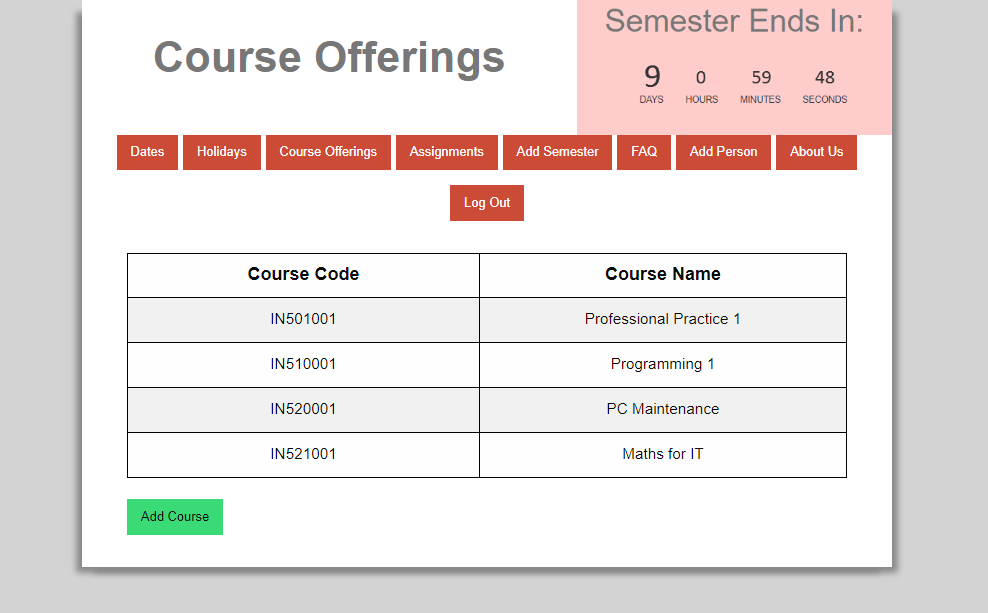 Course Offerings
Semester Ends In:
9 0 59 48
DAYS HOURS MINUTES SECONDS
Dates Holidays Course Offerings Assignments Add Semester FAQ Add Person About Us
Log Out
Course Code Course Name
IN501001 Professional Practice 1
IN510001 Programming 1
IN520001 PC Maintenance
IN521001 Maths for IT
Add Course